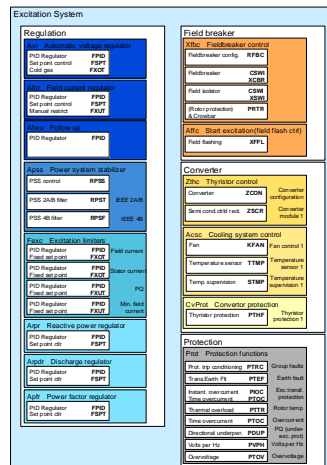 Excitation System
Regulation
Avr Automatic voltage regulator
PID Regulator FPID
Set point control FSPT
Cold gas FXOT
Afcr Field current regulator
PID Regulator FPID
Set point control FSPT
Manual restrict FXUT
Afwu Follow up
PID Regulator FPID
Apss Power system stabilizer
PSS control RPSS
PSS 2A/B filter RPST IEEE 2A/B
PSS 4B filter RPSF IEEE 4B
Fexc Excitation limiters
PID Regulator FPID
Fixed set point FXOT
Field current
PID Regulator FPID
Fixed set point FXOT
Stator current
PID Regulator FPID
Fixed set point FXUT
PQ
PID Regulator FPID
Fixed set point FXUT
Min. field
current
Arpr Reactive power regulator
PID Regulator FPID
Set point ctlr FSPT
Arpdr Discharge regulator
PID Regulator FPID
Set point ctlr FSPT
Apfr Power factor regulator
PID Regulator FPID
Set point ctlr FSPT
Field breaker
Xfbc Fieldbreaker control
Fieldbreaker config. RFBC
Fieldbreaker CSWI
XCBR
Field isolator CSWI
XSWI
(Rotor protection) PRTR
& Crowbar
Affc Start excitation(field flash ctrl)
Field flashing XFFL
Converter
Zthc Thyristor control
Converter ZCON
Converter
configuration
Semi cond.ctrld rect. ZSCR
Converter
module 1
Acsc Cooling system control
Fan KFAN Fan control 1
Temperature sensor TTMP
Temperature
sensor 1
Temp. supervision STMP
Temperature
supervision 1
CvProt Convertor protection
Thyristor protection PTHF
Thyristor
protection 1
Protection
Prot Protection functions
Prot. trip conditioning PTRC Group faults
Trans/Earth Flt PTEF Earth fault
Instant. overcurrent PIOC
Time overcurrent PTOC
Exc.transf.
protection
Thermal overload PTTR Rotor temp
Time overcurrent PTOC Overcurrent
Directional underpwr. PDUP
PQ (under-
exc. prot)
Volts per Hz PVPH Volts per Hz
Overvoltage PTOV Overvoltage